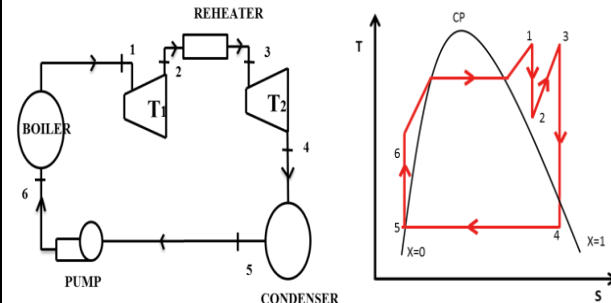 REHEATER
1
2
3
T1
T2
BOILER
4
6
5
PUMP
CONDENSER
CP
T
1
3
2
6
5
4
X=0
X=1
S